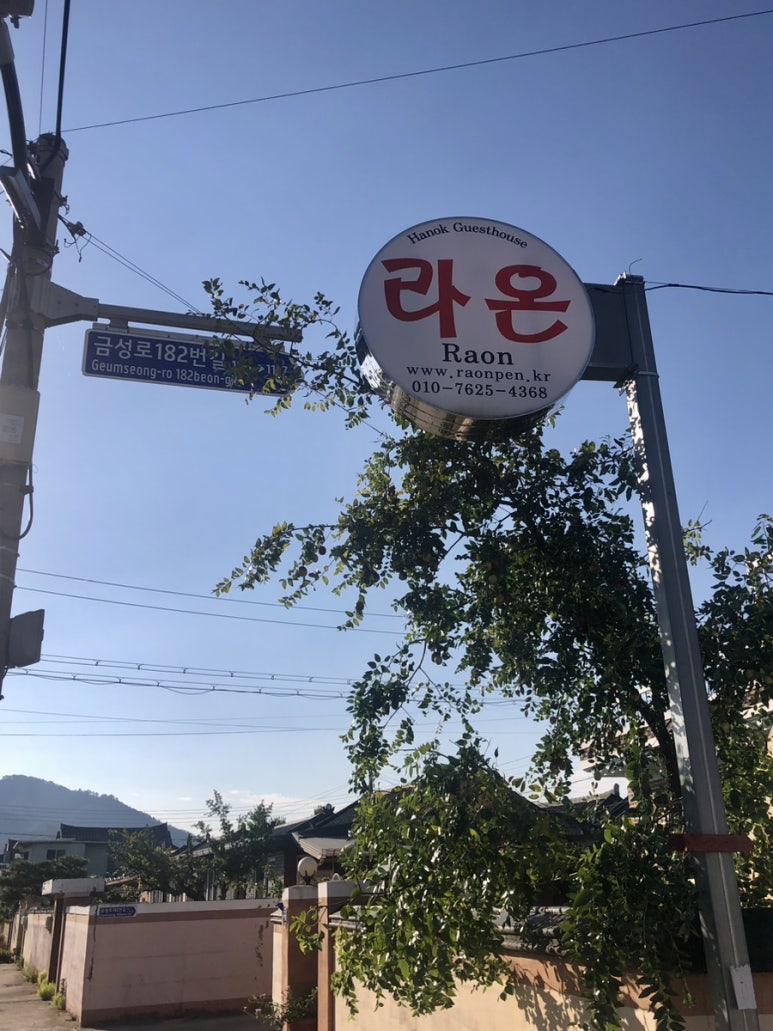 Hanok Guesthouse
라온
Raon
www.raonpen.kr
010-7625-4368
금성로182번길
Geumseong-ro 182beon-gil